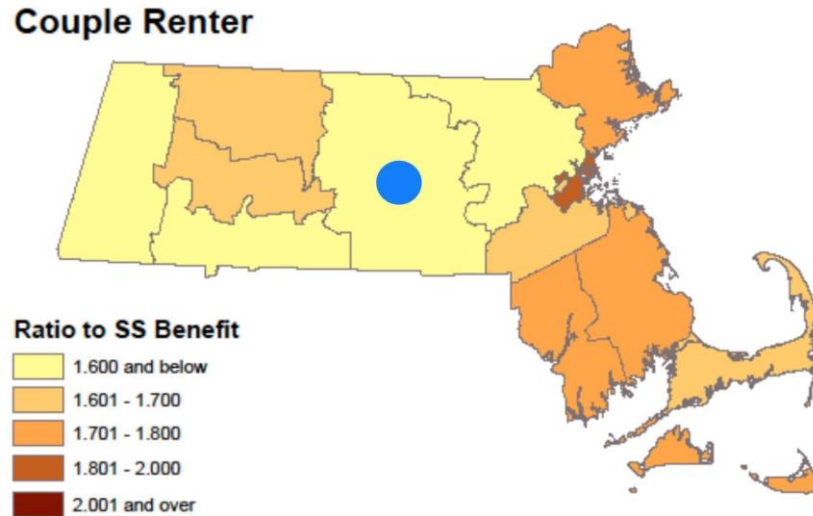 Couple Renter
Ratio to SS Benefit
1.600 and below
1.601 - 1.700
1.701 - 1.800
1.801 - 2.000
2.001 and over